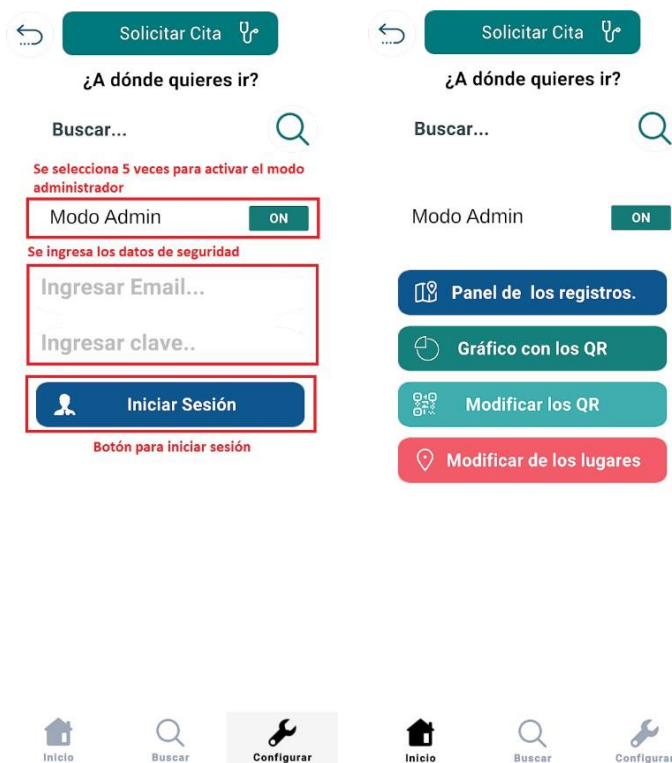 Solicitar Cita
¿A dónde quieres ir?
Buscar...
Se selecciona 5 veces para activar el modo
administrador
Modo Admin ON
Se ingresa los datos de seguridad
Ingresar Email...
Ingresar clave..
Iniciar Sesión
Botón para iniciar sesión
Inicio Buscar Configurar
Solicitar Cita
¿A dónde quieres ir?
Buscar...
Modo Admin ON
Panel de los registros.
Gráfico con los QR
Modificar los QR
Modificar de los lugares
Inicio Buscar Configurar